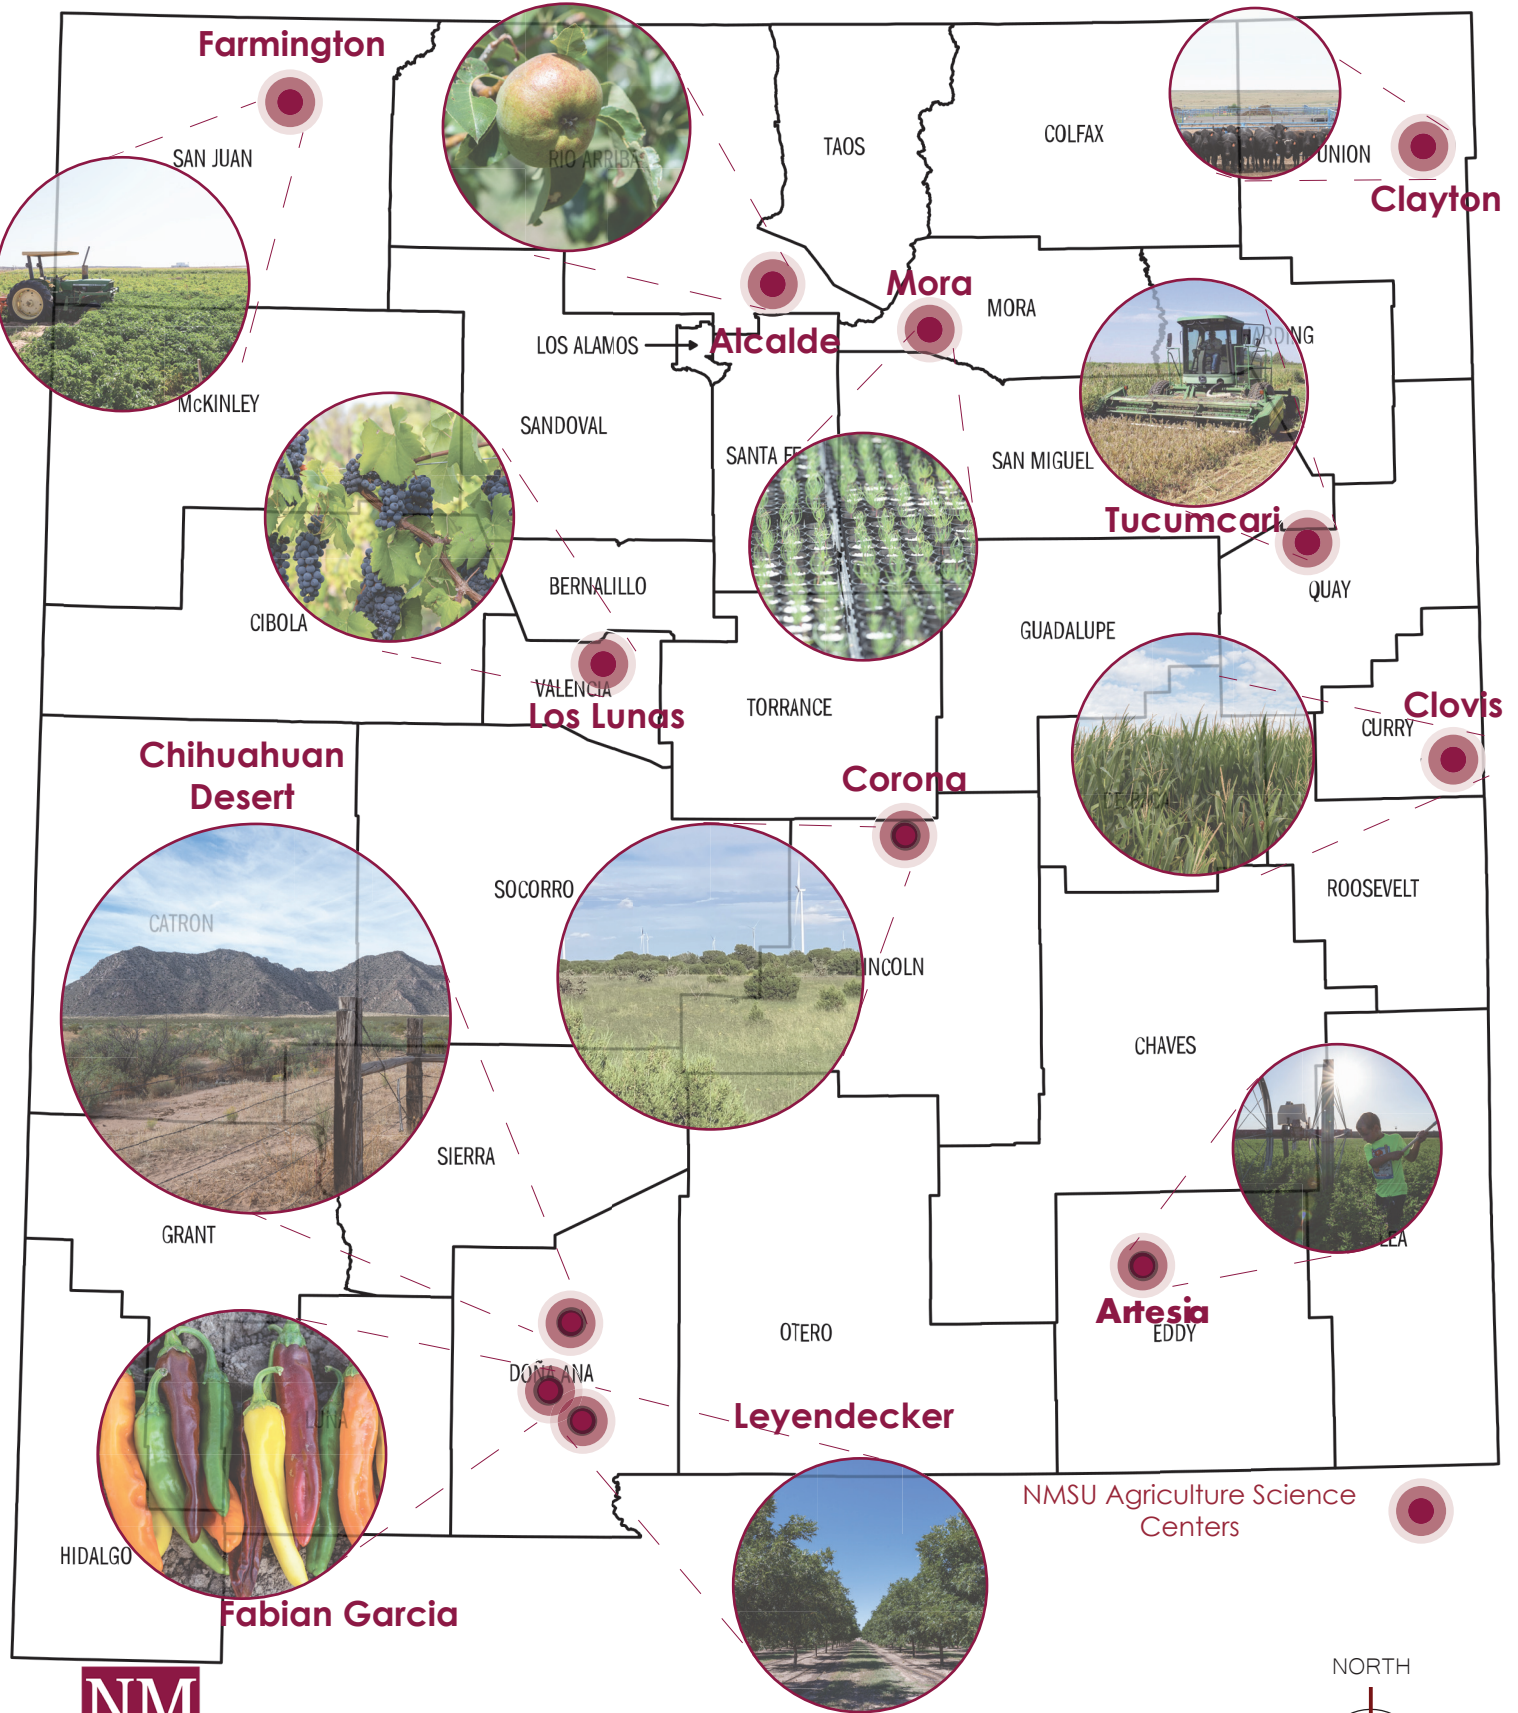 Farmington
SAN JUAN
RIO ARRIBA
TAOS
COLFAX
UNION
Clayton
Mora
MORA
Alcalde
LOS ALAMOS
HARDING
McKINLEY
SANDOVAL
SANTA FE
SAN MIGUEL
Tucumcari
QUAY
BERNALILLO
CIBOLA
GUADALUPE
VALENCIA
Los Lunas
TORRANCE
Clovis
CURRY
Chihuahuan
Desert
Corona
DE BACA
CATRON
SOCORRO
ROOSEVELT
LINCOLN
CHAVES
SIERRA
GRANT
LEA
Artesia
EDDY
OTERO
DOÑA ANA
LUNA
Leyendecker
NMSU Agriculture Science
Centers
HIDALGO
Fabian Garcia
NORTH
NM